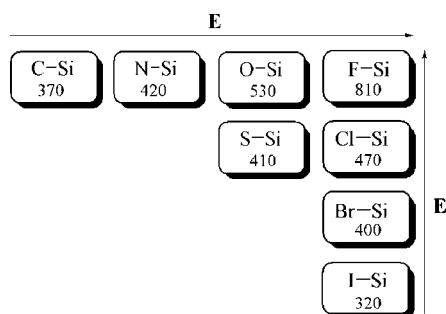 E
C–Si N–Si O–Si F–Si
370 420 530 810
S–Si Cl–Si
410 470
E
Br–Si
400
I–Si
320